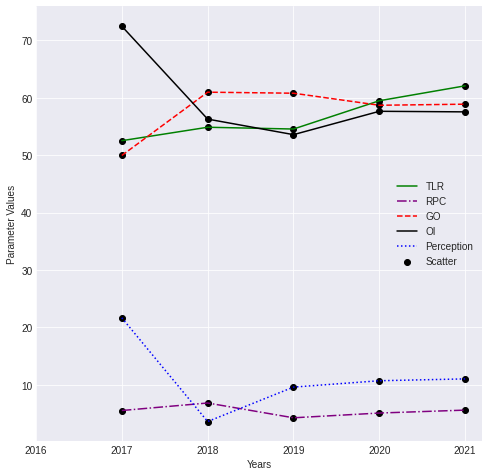 70
60
50
40
30
20
10
Parameter Values
TLR
RPC
GO
OI
Perception
Scatter
2016 2017 2018 2019 2020 2021
Years